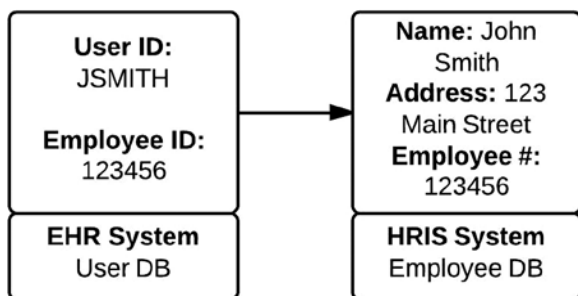 User ID:
JSMITH
Employee ID:
123456
EHR System
User DB
Name: John
Smith
Address: 123
Main Street
Employee #:
123456
HRIS System
Employee DB